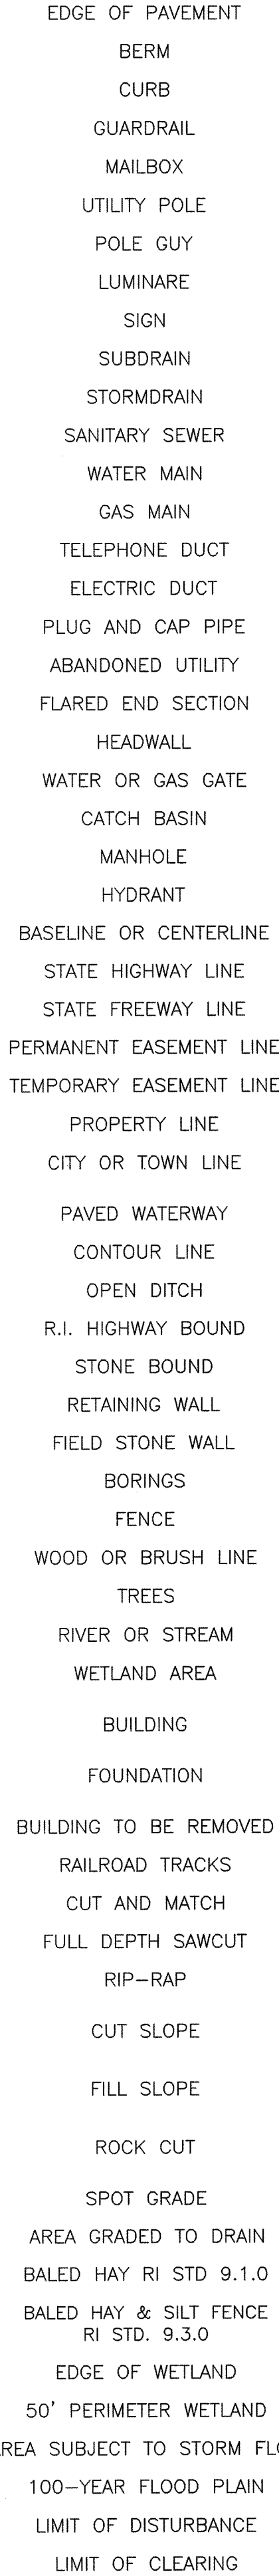 EDGE OF PAVEMENT
BERM
CURB
GUARDRAIL
MAILBOX
UTILITY POLE
POLE GUY
LUMINARE
SIGN
SUBDRAIN
STORMDRAIN
SANITARY SEWER
WATER MAIN
GAS MAIN
TELEPHONE DUCT
ELECTRIC DUCT
PLUG AND CAP PIPE
ABANDONED UTILITY
FLARED END SECTION
HEADWALL
WATER OR GAS GATE
CATCH BASIN
MANHOLE
HYDRANT
BASELINE OR CENTERLINE
STATE HIGHWAY LINE
STATE FREEWAY LINE
PERMANENT EASEMENT LINE
TEMPORARY EASEMENT LINE
PROPERTY LINE
CITY OR TOWN LINE
PAVED WATERWAY
CONTOUR LINE
OPEN DITCH
R.I. HIGHWAY BOUND
STONE BOUND
RETAINING WALL
FIELD STONE WALL
BORINGS
FENCE
WOOD OR BRUSH LINE
TREES
RIVER OR STREAM
WETLAND AREA
BUILDING
FOUNDATION
BUILDING TO BE REMOVED
RAILROAD TRACKS
CUT AND MATCH
FULL DEPTH SAWCUT
RIP-RAP
CUT SLOPE
FILL SLOPE
ROCK CUT
SPOT GRADE
AREA GRADED TO DRAIN
BALED HAY RI STD 9.1.0
BALED HAY & SILT FENCE
RI STD. 9.3.0
EDGE OF WETLAND
50' PERIMETER WETLAND
SUBJECT TO STORM
100-YEAR FLOOD PLAIN
LIMIT OF DISTURBANCE
LIMIT OF CLEARING